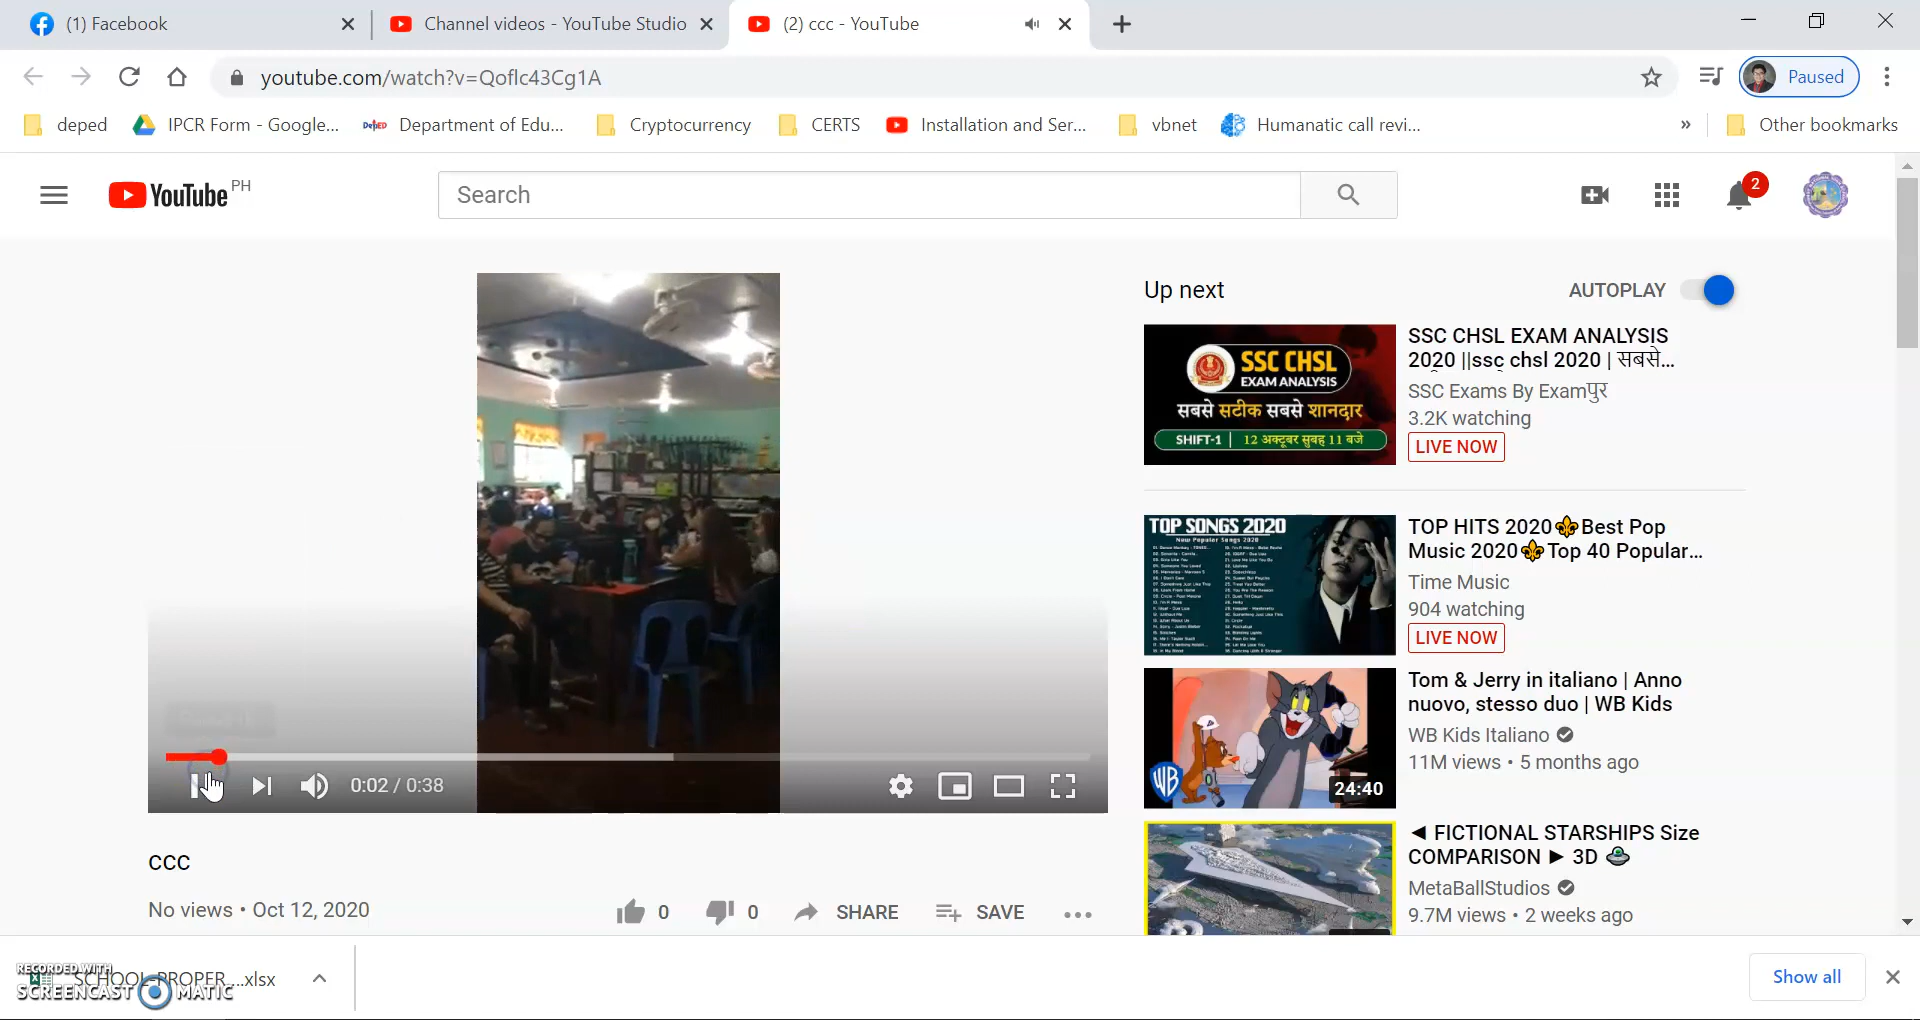 (1) Facebook
Channel videos - YouTube Studio
(2) ccc - YouTube
youtube.com/watch?v=Qoflc43Cg1A
Paused
deped
IPCR Form - Google...
DepED
Department of Edu...
Cryptocurrency
CERTS
Installation and Ser...
vbnet
Humanatic call revi...
»
Other bookmarks
YouTube PH
Search
2
Up next
AUTOPLAY
SSC CHSL
EXAM ANALYSIS
सबसे सटीक सबसे शानदार
SHIFT-1 | 12 अक्टूबर सुबह 11 बजे
SSC CHSL EXAM ANALYSIS
2020 ||ssc chsl 2020 | सबसे...
SSC Exams By Examपुर
3.2K watching
LIVE NOW
TOP SONGS 2020
New Popular Songs 2020
TOP HITS 2020⚜Best Pop
Music 2020⚜Top 40 Popular...
Time Music
904 watching
LIVE NOW
WB
24:40
Tom & Jerry in italiano | Anno
nuovo, stesso duo | WB Kids
WB Kids Italiano
11M views • 5 months ago
◄ FICTIONAL STARSHIPS Size
COMPARISON ► 3D 🛸
MetaBallStudios
9.7M views • 2 weeks ago
0:02 / 0:38
ccc
No views • Oct 12, 2020
0
0
SHARE
SAVE
RECORDED WITH
SCREENCAST MATIC
SCHOOL-PROPER....xlsx
Show all